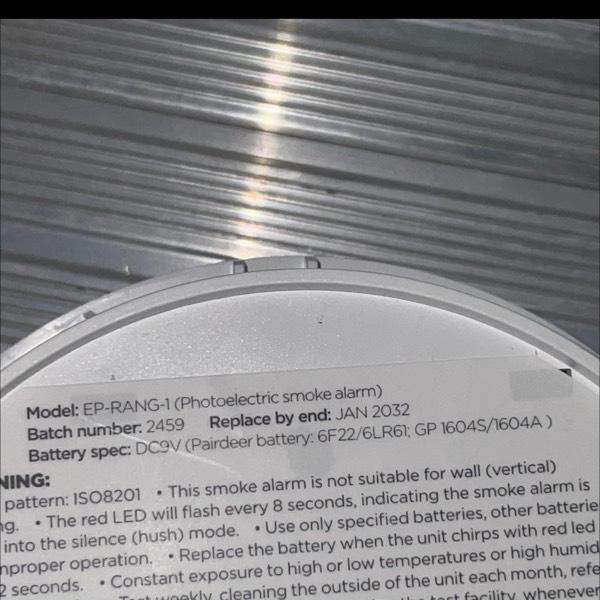 Model: EP-RANG-1 (Photoelectric smoke alarm)
Batch number: 2459 Replace by end: JAN 2032
Battery spec: DC9V (Pairdeer battery: 6F22/6LR61; GP 1604S/1604A )
NING:
pattern: ISO8201 • This smoke alarm is not suitable for wall (vertical)
ng. • The red LED will flash every 8 seconds, indicating the smoke alarm is
into the silence (hush) mode. • Use only specified batteries, other batterie
nproper operation. • Replace the battery when the unit chirps with red led
2 seconds. • Constant exposure to high or low temperatures or high humid
weekly, cleaning the outside of the unit each month, refe
test facility, whenever